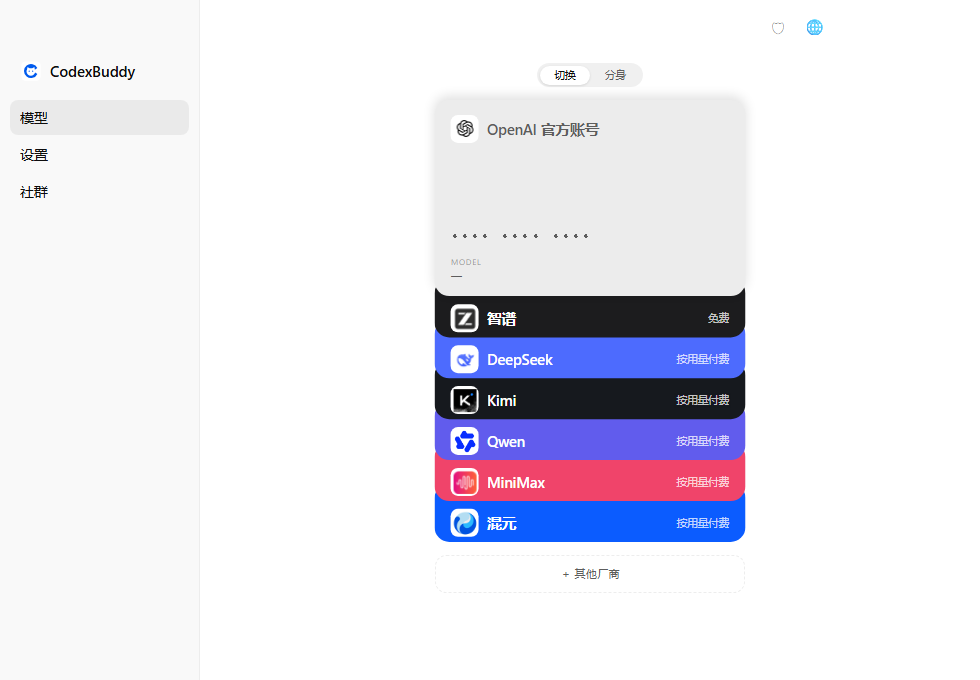 CodexBuddy
模型
设置
社群
切换
分身
OpenAI 官方账号
•••• •••• ••••
MODEL
—
智谱
免费
DeepSeek
按用量付费
Kimi
按用量付费
Qwen
按用量付费
MiniMax
按用量付费
混元
按用量付费
+ 其他厂商